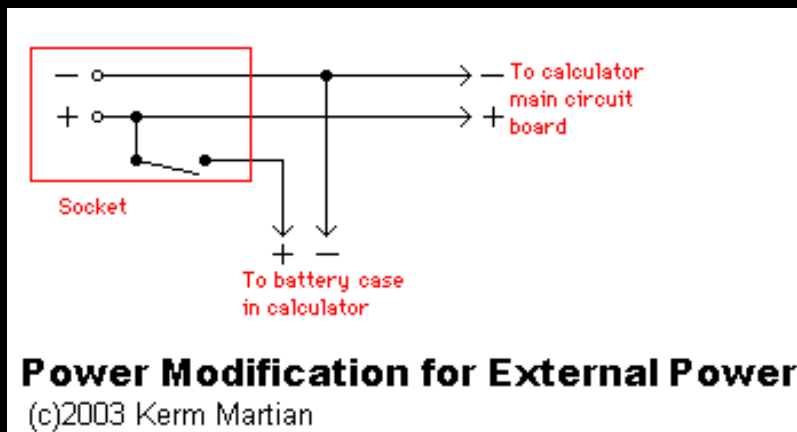 − To calculator
main circuit
+ board
− +
Socket
+ −
To battery case
in calculator
Power Modification for External Power
(c)2003 Kerm Martian